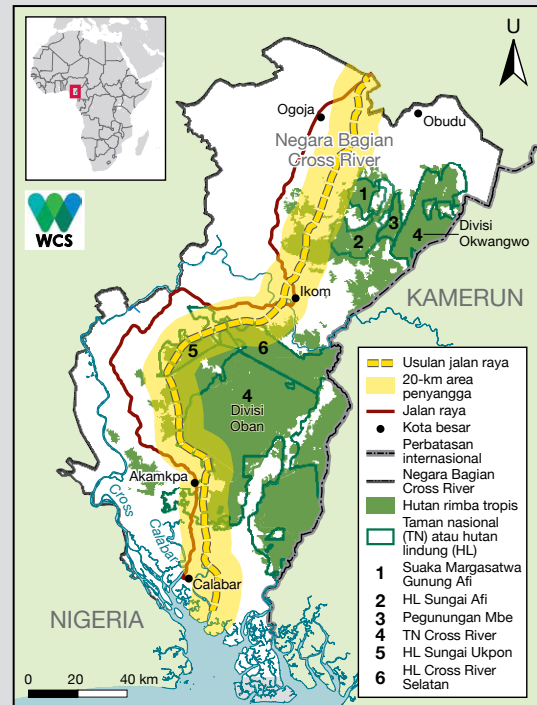 U
Ogoja
Obudu
Negara Bagian
Cross River
1
2
3
4
Divisi
Okwangwo
WCS
Ikom
KAMERUN
5
6
4
Divisi
Oban
Akamkpa
Cross
Calabar
Calabar
NIGERIA
0 20 40 km
Usulan jalan raya
20-km area
penyangga
Jalan raya
Kota besar
Perbatasan
internasional
Negara Bagian
Cross River
Hutan rimba tropis
Taman nasional
(TN) atau hutan
lindung (HL)
1 Suaka Margasatwa
Gunung Afi
2 HL Sungai Afi
3 Pegunungan Mbe
4 TN Cross River
5 HL Sungai Ukpon
6 HL Cross River
Selatan